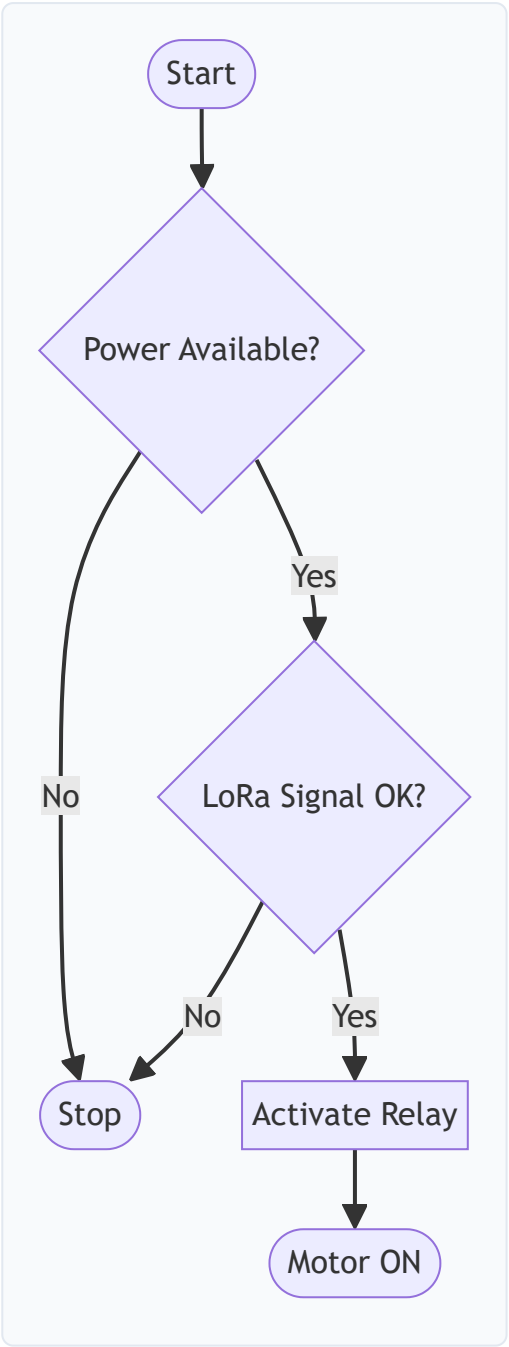 Start
Power Available?
Yes
No
LoRa Signal OK?
No
Yes
Stop
Activate Relay
Motor ON